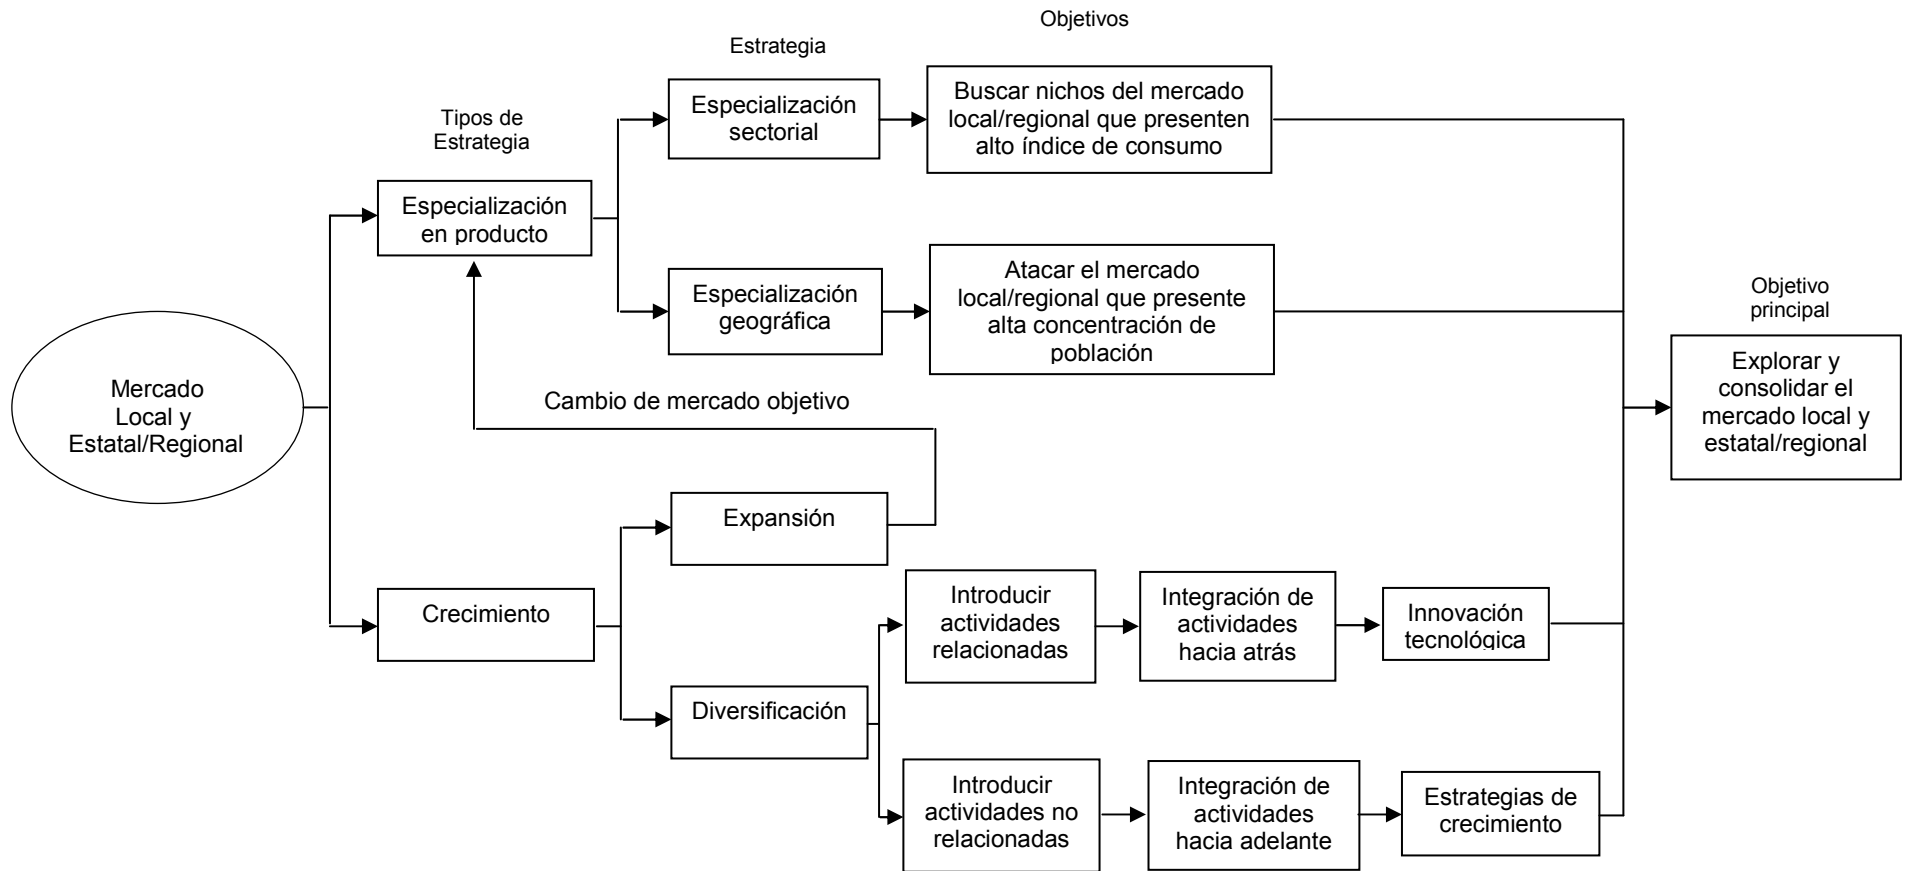 Objetivos
Estrategia
Tipos de
Estrategia
Especialización
sectorial
Buscar nichos del mercado
local/regional que presenten
alto índice de consumo
Especialización
en producto
Especialización
geográfica
Atacar el mercado
local/regional que presente
alta concentración de
población
Objetivo
principal
Explorar y
consolidar el
mercado local y
estatal/regional
Mercado
Local y
Estatal/Regional
Cambio de mercado objetivo
Expansión
Crecimiento
Introducir
actividades
relacionadas
Integración de
actividades
hacia atrás
Innovación
tecnológica
Diversificación
Introducir
actividades no
relacionadas
Integración de
actividades
hacia adelante
Estrategias de
crecimiento